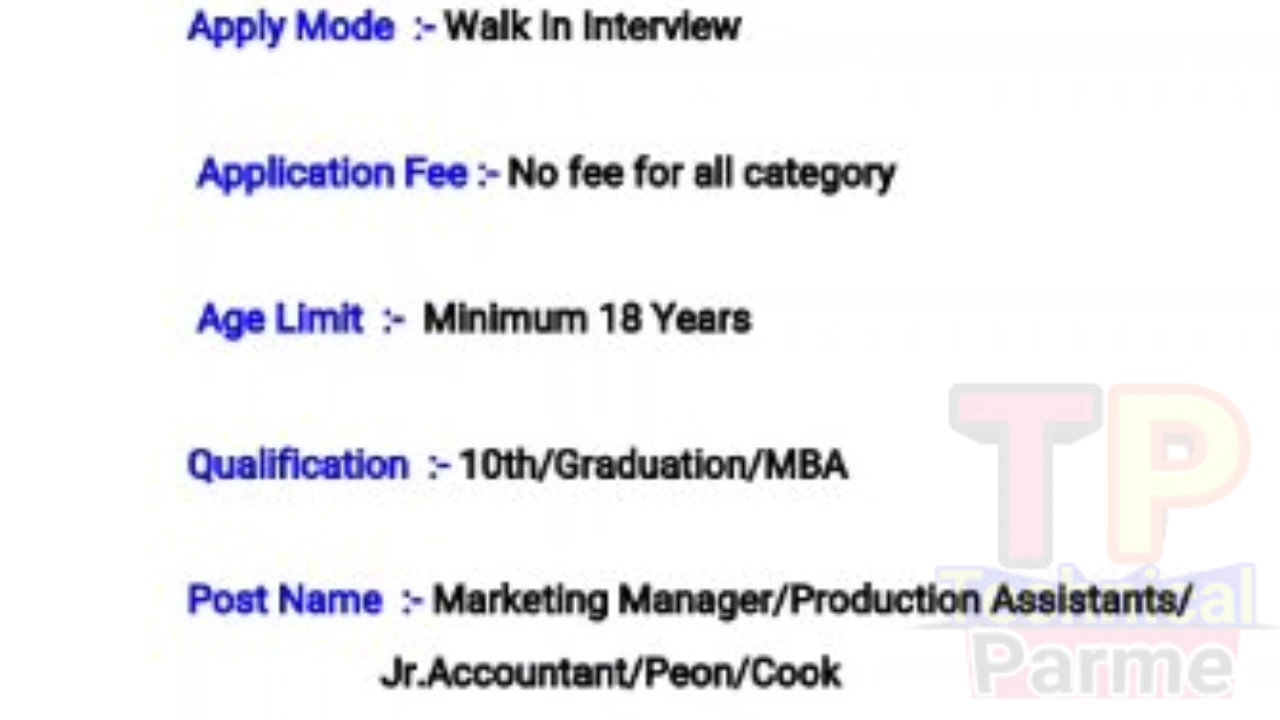 Apply Mode :- Walk In Interview
Application Fee :- No fee for all category
Age Limit :- Minimum 18 Years
Qualification :- 10th/Graduation/MBA
Post Name :- Marketing Manager/Production Assistants/
Jr.Accountant/Peon/Cook
TP
Technical
Parme